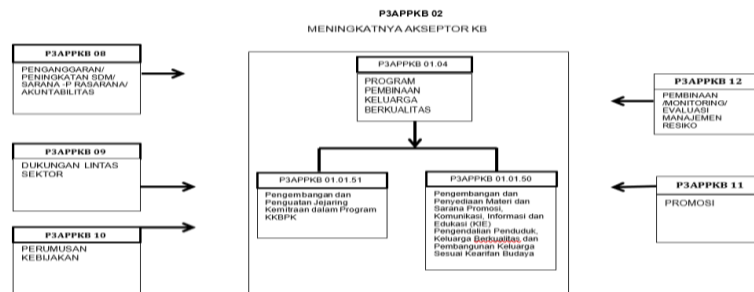 P3APPKB 02
MENINGKATNYA AKSEPTOR KB
P3APPKB 08
PENGANGGARAN/
PENINGKATAN SDM/
SARANA -P RASARANA/
AKUNTABILITAS
P3APPKB 09
DUKUNGAN LINTAS
SEKTOR
P3APPKB 10
PERUMUSAN
KEBIJAKAN
P3APPKB 01.04
PROGRAM
PEMBINAAN
KELUARGA
BERKUALITAS
P3APPKB 01.01.51
Pengembangan dan
Penguatan Jejaring
Kemitraan dalam Program
KKBPK
P3APPKB 01.01.50
Pengembangan dan
Penyediaan Materi dan
Sarana Promosi,
Komunikasi, Informasi dan
Edukasi (KIE)
Pengendalian Penduduk,
Keluarga Berkualitas dan
Pembangunan Keluarga
Sesuai Kearifan Budaya
P3APPKB 12
PEMBINAAN
/MONITORING/
EVALUASI
MANAJEMEN
RESIKO
P3APPKB 11
PROMOSI